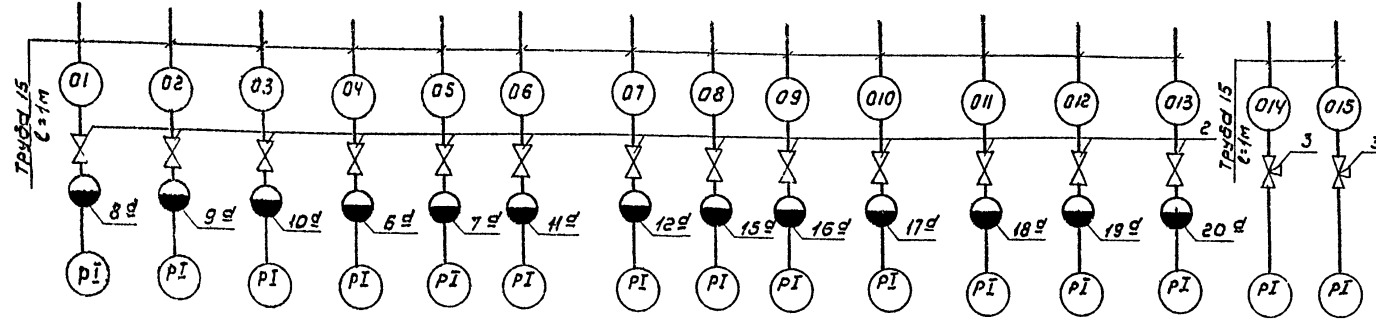 01 02 03 04 05 06 07 08 09 010 011 012 013 014 015
Труба 15
ℓ=1м
Труба 15
ℓ=1м
2
3
3
8д 9д 10д 6д 7д 11д 12д 15д 16д 17д 18д 19д 20д
PI PI PI PI PI PI PI PI PI PI PI PI PI PI PI